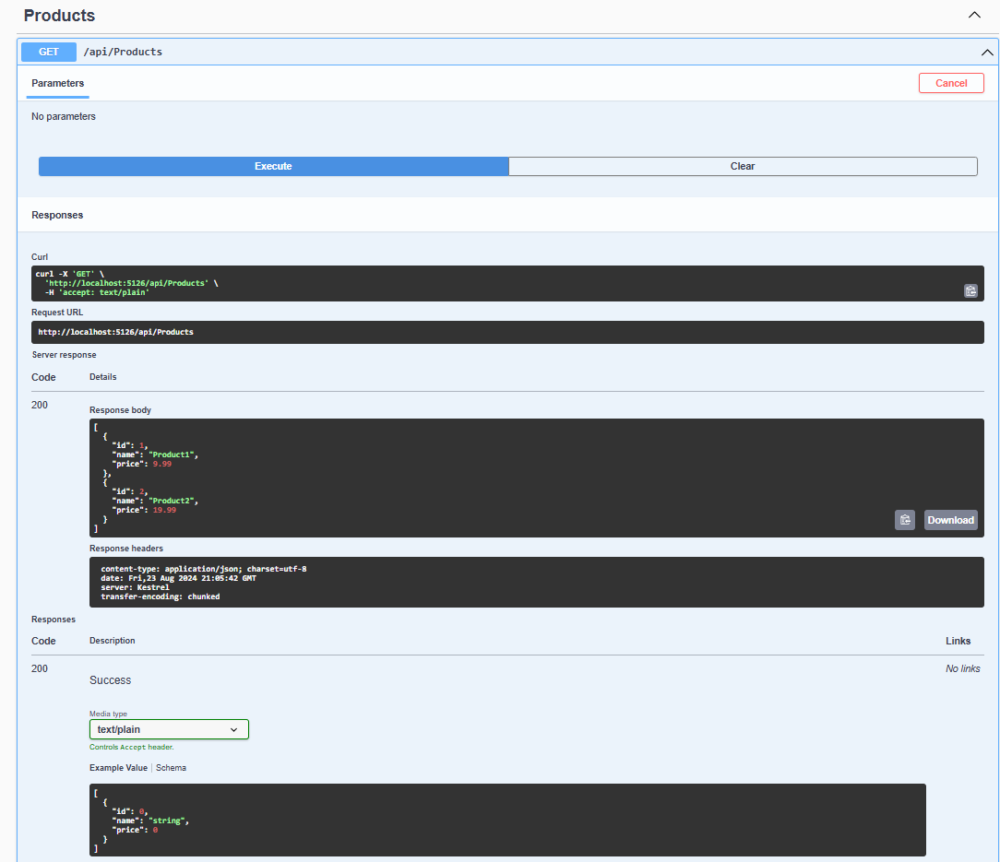 Products
GET /api/Products
Parameters Cancel
No parameters
Execute Clear
Responses
Curl
curl -X 'GET' \
  'http://localhost:5126/api/Products' \
  -H 'accept: text/plain'
Request URL
http://localhost:5126/api/Products
Server response
Code Details
200
Response body
[
  {
    "id": 1,
    "name": "Product1",
    "price": 9.99
  },
  {
    "id": 2,
    "name": "Product2",
    "price": 19.99
  }
]
Download
Response headers
content-type: application/json; charset=utf-8
date: Fri,23 Aug 2024 21:05:42 GMT
server: Kestrel
transfer-encoding: chunked
Responses
Code Description Links
200 No links
Success
Media type
text/plain
Controls Accept header.
Example Value | Schema
[
  {
    "id": 0,
    "name": "string",
    "price": 0
  }
]